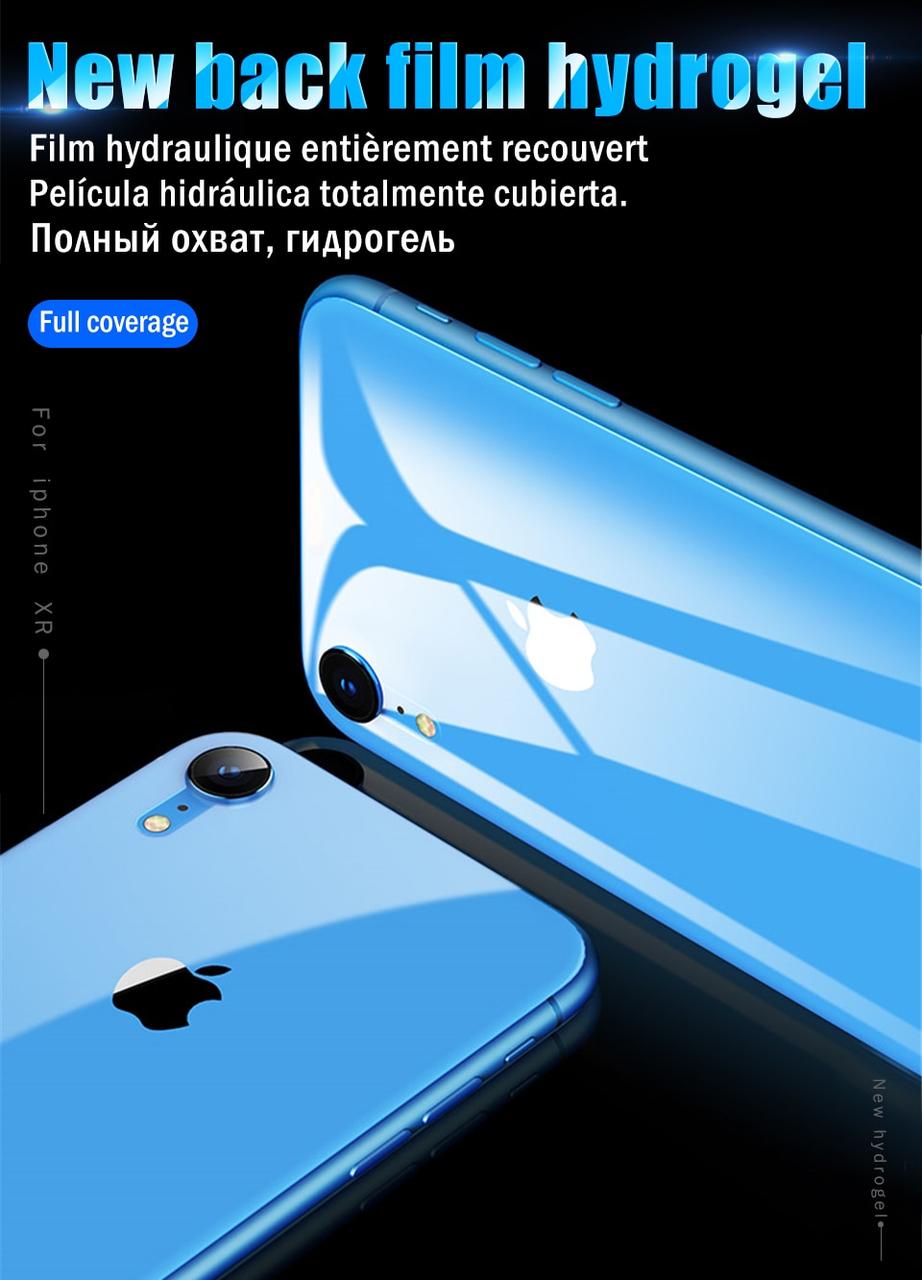 New back film hydrogel
Film hydraulique entièrement recouvert
Película hidráulica totalmente cubierta.
Полный охват, гидрогель
Full coverage
For iphone XR
New hydrogel